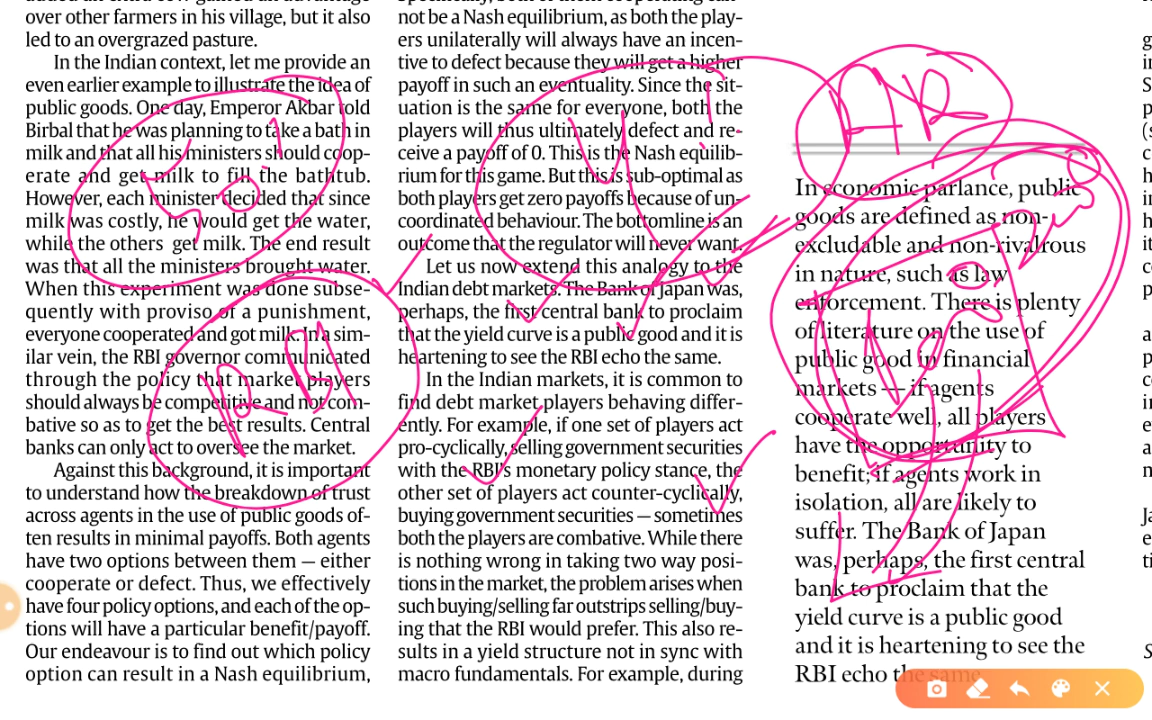 over other farmers in his village, but it also
led to an overgrazed pasture.
In the Indian context, let me provide an
even earlier example to illustrate the idea of
public goods. One day, Emperor Akbar told
Birbal that he was planning to take a bath in
milk and that all his ministers should coop-
erate and get milk to fill the bathtub.
However, each minister decided that since
milk was costly, he would get the water,
while the others get milk. The end result
was that all the ministers brought water.
When this experiment was done subse-
quently with proviso of a punishment,
everyone cooperated and got milk. In a sim-
ilar vein, the RBI governor communicated
through the policy that market players
should always be competitive and not com-
bative so as to get the best results. Central
banks can only act to oversee the market.
Against this background, it is important
to understand how the breakdown of trust
across agents in the use of public goods of-
ten results in minimal payoffs. Both agents
have two options between them — either
cooperate or defect. Thus, we effectively
have four policy options, and each of the op-
tions will have a particular benefit/payoff.
Our endeavour is to find out which policy
option can result in a Nash equilibrium,
not be a Nash equilibrium, as both the play-
ers unilaterally will always have an incen-
tive to defect because they will get a higher
payoff in such an eventuality. Since the sit-
uation is the same for everyone, both the
players will thus ultimately defect and re-
ceive a payoff of 0. This is the Nash equilib-
rium for this game. But this is sub-optimal as
both players get zero payoffs because of un-
coordinated behaviour. The bottomline is an
outcome that the regulator will never want.
Let us now extend this analogy to the
Indian debt markets. The Bank of Japan was,
perhaps, the first central bank to proclaim
that the yield curve is a public good and it is
heartening to see the RBI echo the same.
In the Indian markets, it is common to
find debt market players behaving differ-
ently. For example, if one set of players act
pro-cyclically, selling government securities
with the RBI's monetary policy stance, the
other set of players act counter-cyclically,
buying government securities — sometimes
both the players are combative. While there
is nothing wrong in taking two way posi-
tions in the market, the problem arises when
such buying/selling far outstrips selling/buy-
ing that the RBI would prefer. This also re-
sults in a yield structure not in sync with
macro fundamentals. For example, during
In economic parlance, public
goods are defined as non-
excludable and non-rivalrous
in nature, such as law
enforcement. There is plenty
of literature on the use of
public good in financial
markets — if agents
cooperate well, all players
have the opportunity to
benefit; if agents work in
isolation, all are likely to
suffer. The Bank of Japan
was, perhaps, the first central
bank to proclaim that the
yield curve is a public good
and it is heartening to see the
RBI echo the same
RBI